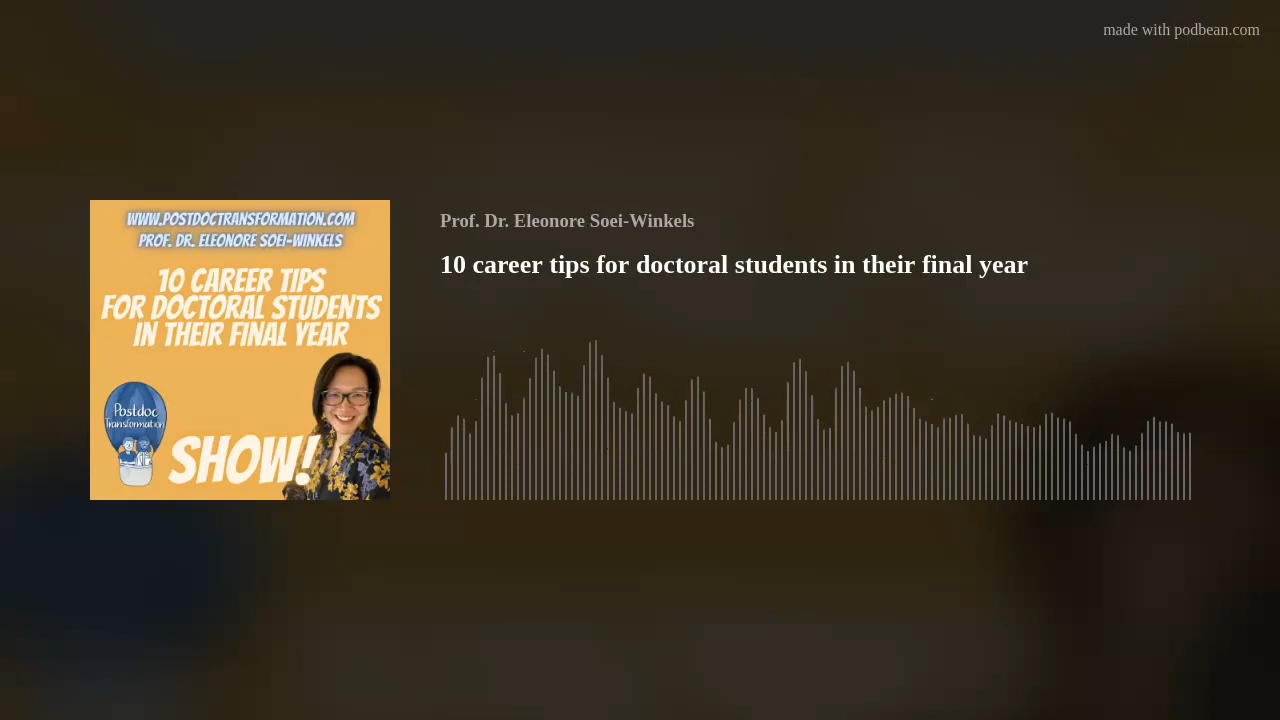 made with podbean.com
WWW.POSTDOCTRANSFORMATION.COM
PROF. DR. ELEONORE SOEI-WINKELS
10 CAREER TIPS
FOR DOCTORAL STUDENTS
IN THEIR FINAL YEAR
Postdoc
Transformation
SHOW!
Prof. Dr. Eleonore Soei-Winkels
10 career tips for doctoral students in their final year